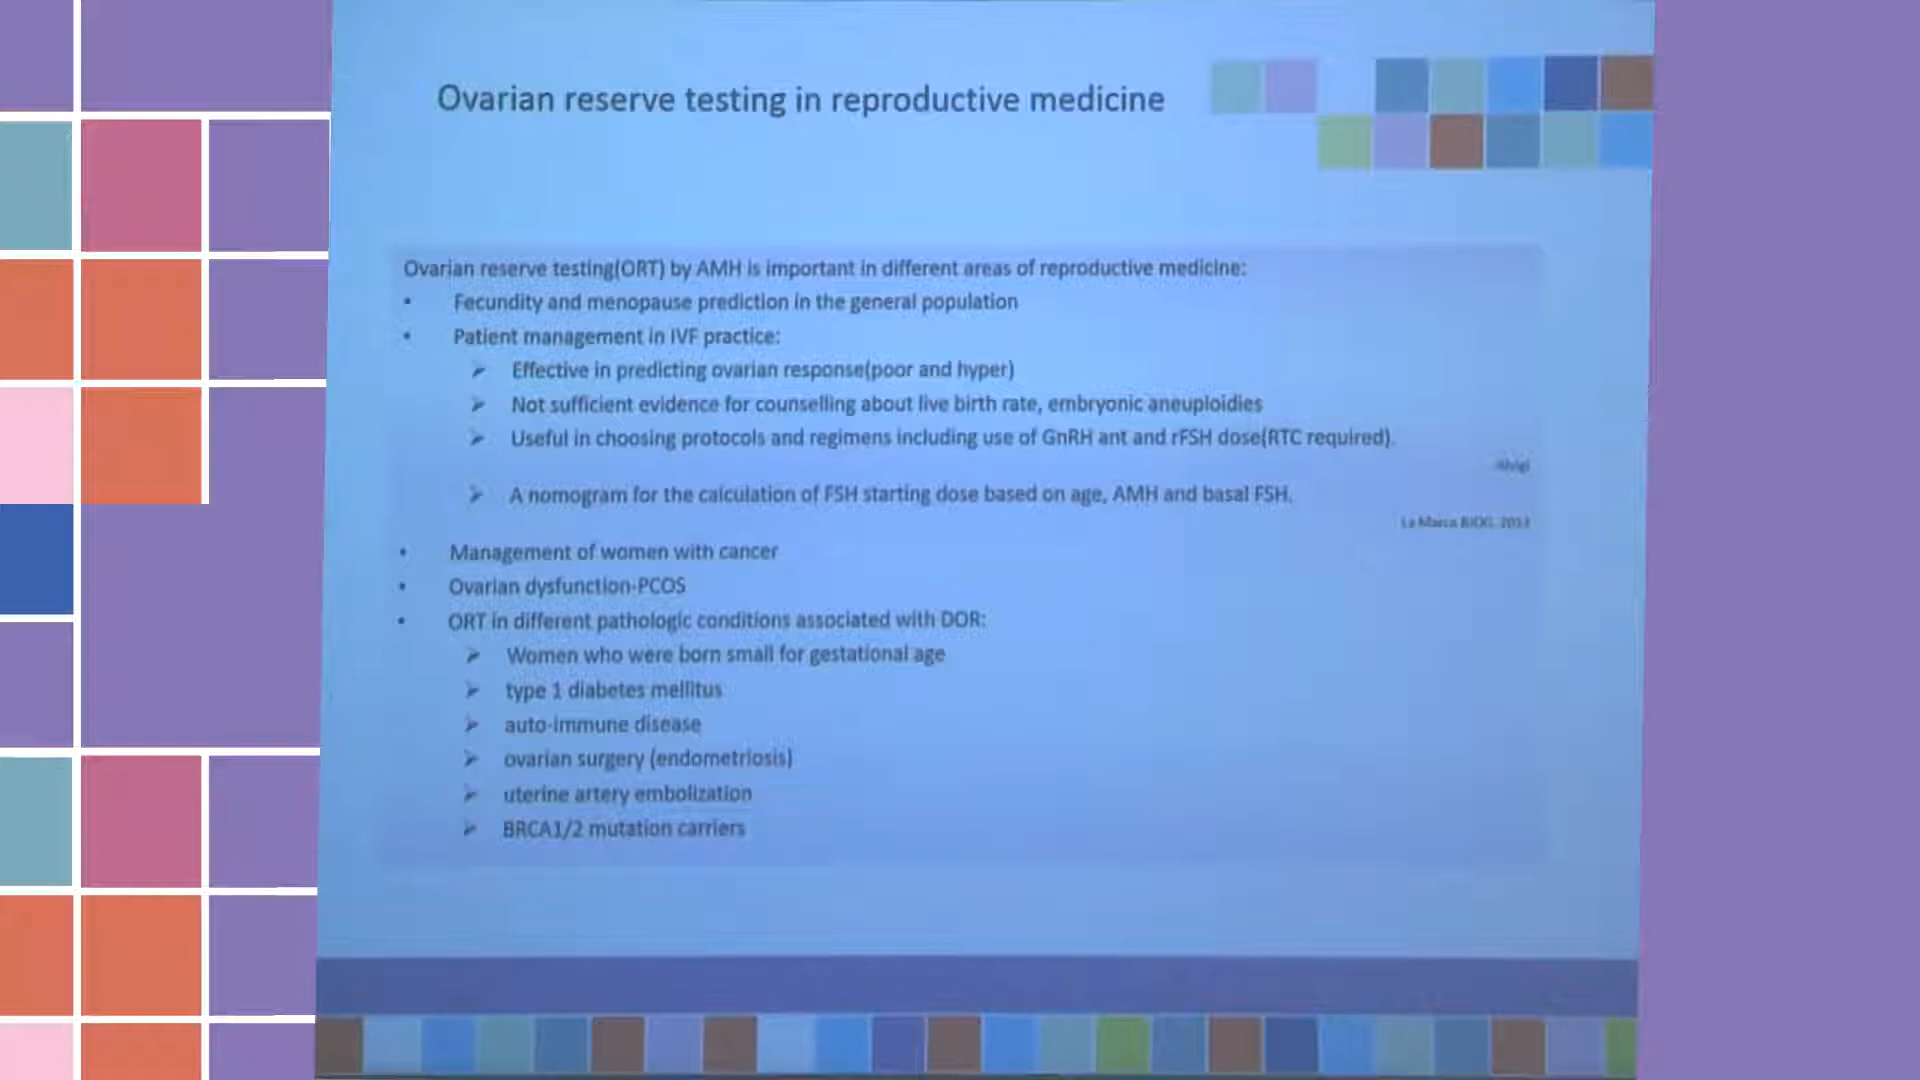 Ovarian reserve testing in reproductive medicine
Ovarian reserve testing(ORT) by AMH is important in different areas of reproductive medicine:
• Fecundity and menopause prediction in the general population
• Patient management in IVF practice:
➢ Effective in predicting ovarian response(poor and hyper)
➢ Not sufficient evidence for counselling about live birth rate, embryonic aneuploidies
➢ Useful in choosing protocols and regimens including use of GnRH ant and rFSH dose(RTC required).
➢ A nomogram for the calculation of FSH starting dose based on age, AMH and basal FSH.
La Marca BJOG,
• Management of women with cancer
• Ovarian dysfunction-PCOS
• ORT in different pathologic conditions associated with DOR:
➢ Women who were born small for gestational age
➢ type 1 diabetes mellitus
➢ auto-immune disease
➢ ovarian surgery (endometriosis)
➢ uterine artery embolization
➢ BRCA1/2 mutation carriers